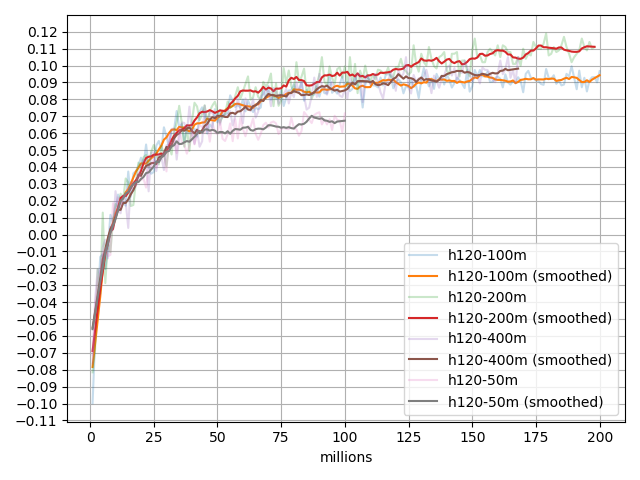 0.12
0.11
0.10
0.09
0.08
0.07
0.06
0.05
0.04
0.03
0.02
0.01
0.00
−0.01
−0.02
−0.03
−0.04
−0.05
−0.06
−0.07
−0.08
−0.09
−0.10
−0.11
h120-100m
h120-100m (smoothed)
h120-200m
h120-200m (smoothed)
h120-400m
h120-400m (smoothed)
h120-50m
h120-50m (smoothed)
0 25 50 75 100 125 150 175 200
millions